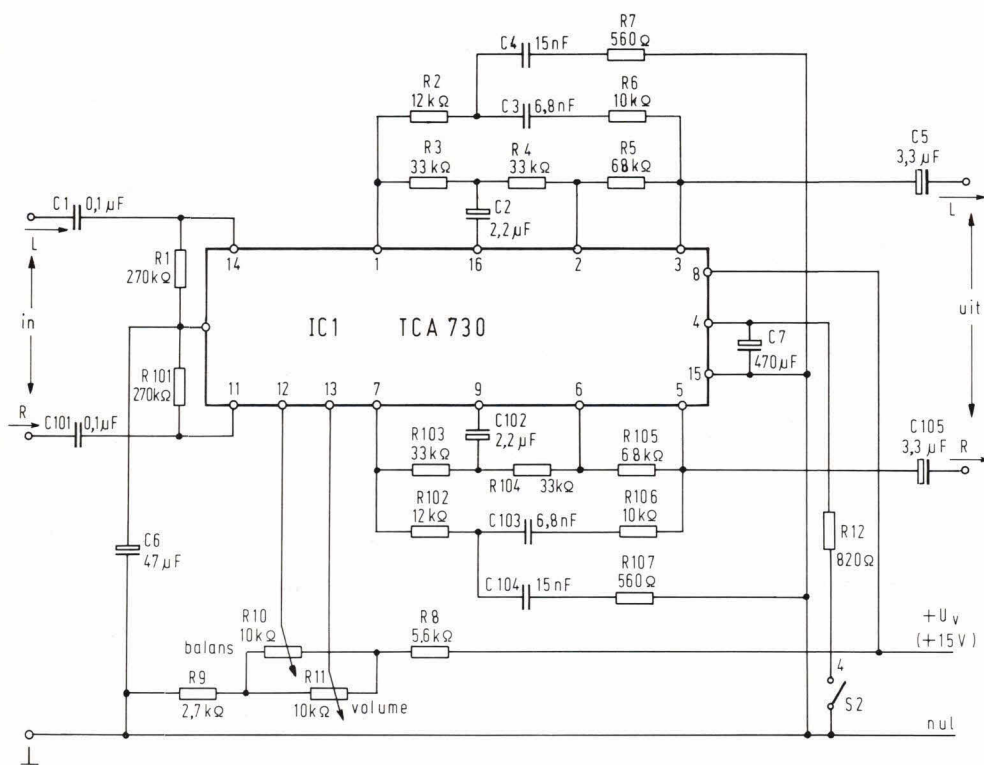 R7
560Ω
C4
15nF
R2
12kΩ
C3
6,8nF
R6
10kΩ
R3
33kΩ
R4
33kΩ
R5
68kΩ
C5
3,3 µF
C2
2,2µF
L
C1
0,1µF
L
R1
270kΩ
14
1
16
2
3
8
in
IC1
TCA 730
4
C7
470µF
uit
15
R101
270kΩ
11
12
13
7
9
6
5
R
C101
0,1µF
C102
2,2µF
C105
3,3 µF
R
R103
33kΩ
R104
33kΩ
R105
68kΩ
R102
12kΩ
C103
6,8nF
R106
10kΩ
C6
47µF
R12
820Ω
C104
15nF
R107
560Ω
R10
10kΩ
balans
R8
5,6kΩ
+Uv
(+15V)
R9
2,7kΩ
R11
10kΩ
volume
4
S2
nul